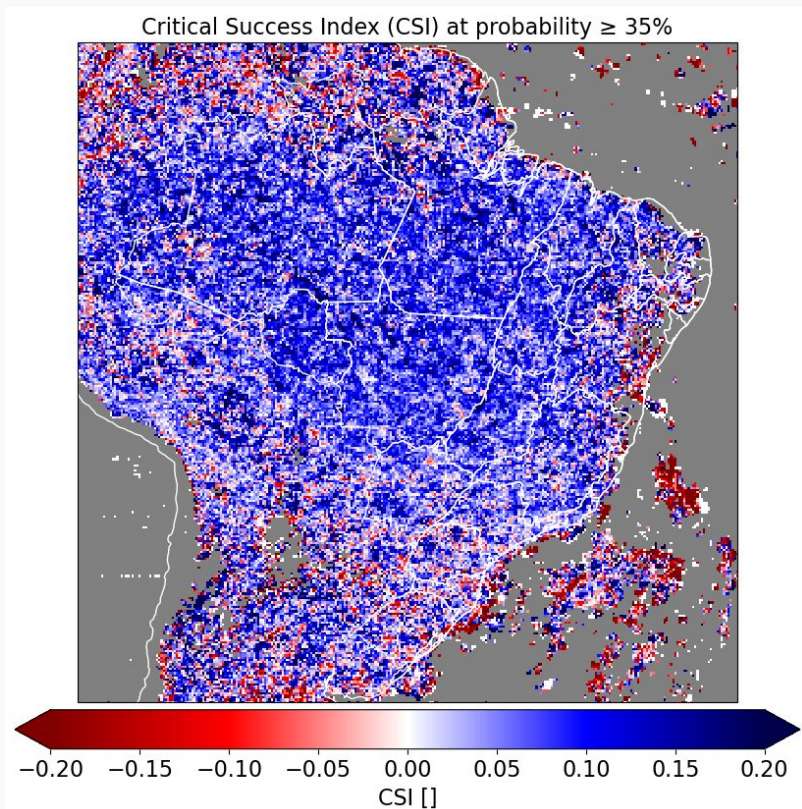 Critical Success Index (CSI) at probability ≥ 35%
−0.20 −0.15 −0.10 −0.05 0.00 0.05 0.10 0.15 0.20
CSI []